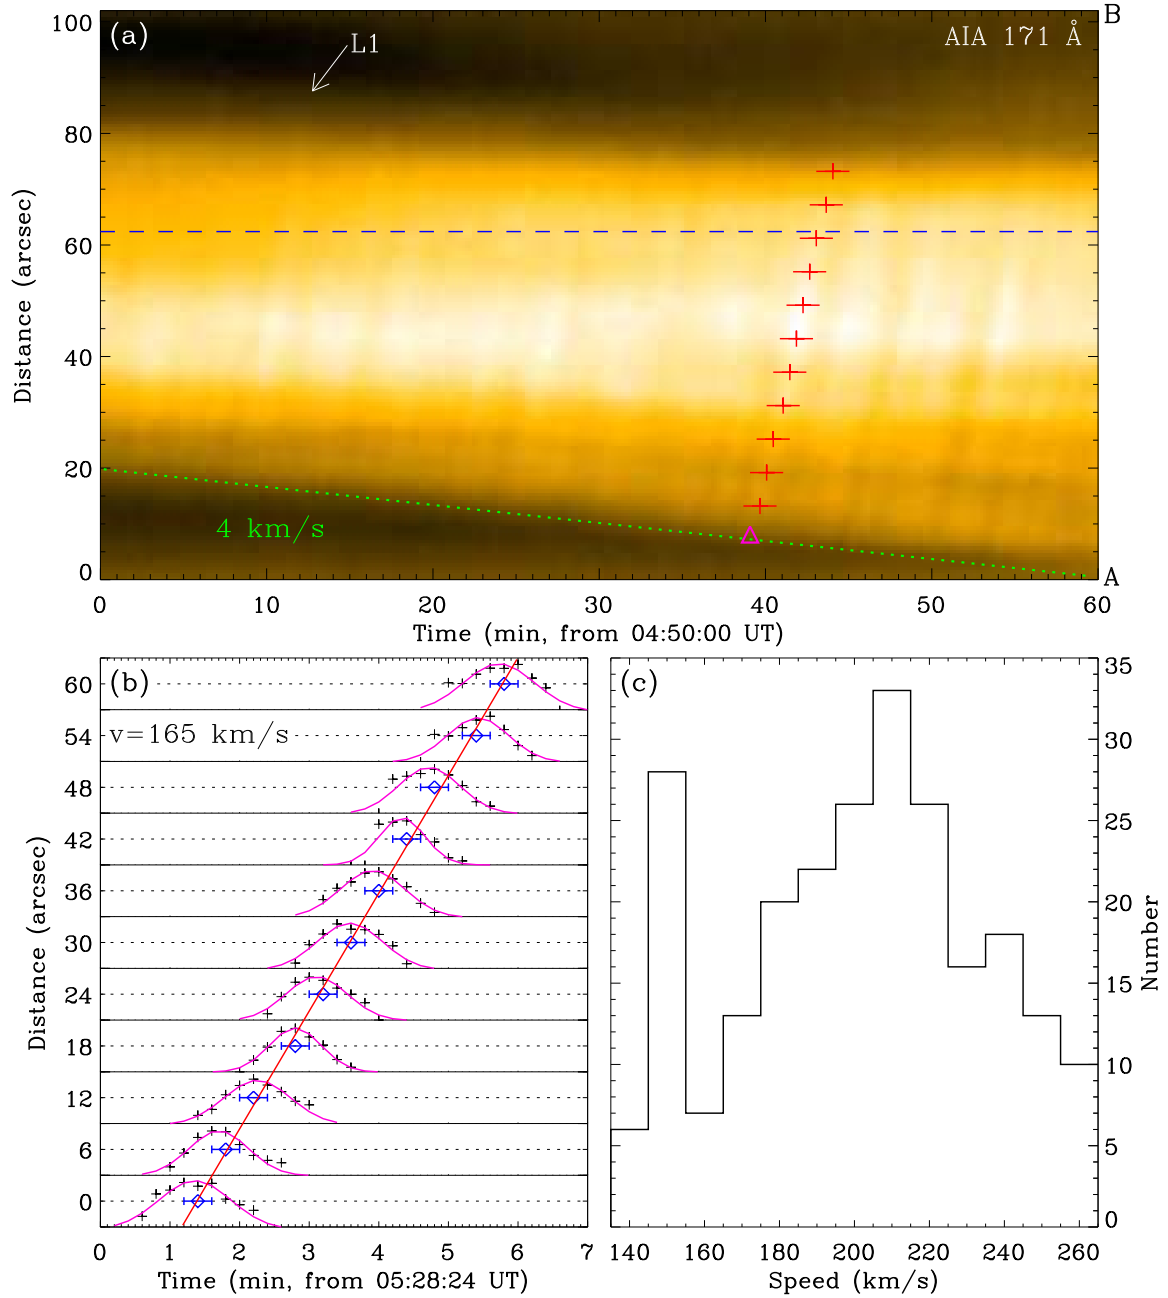 (a)
L1
AIA 171 Å
B
100
80
60
40
20
0
Distance (arcsec)
4 km/s
A
0 10 20 30 40 50 60
Time (min, from 04:50:00 UT)
(b)
v=165 km/s
60
54
48
42
36
30
24
18
12
6
0
Distance (arcsec)
0 1 2 3 4 5 6 7
Time (min, from 05:28:24 UT)
(c)
35
30
25
20
15
10
5
0
Number
140 160 180 200 220 240 260
Speed (km/s)